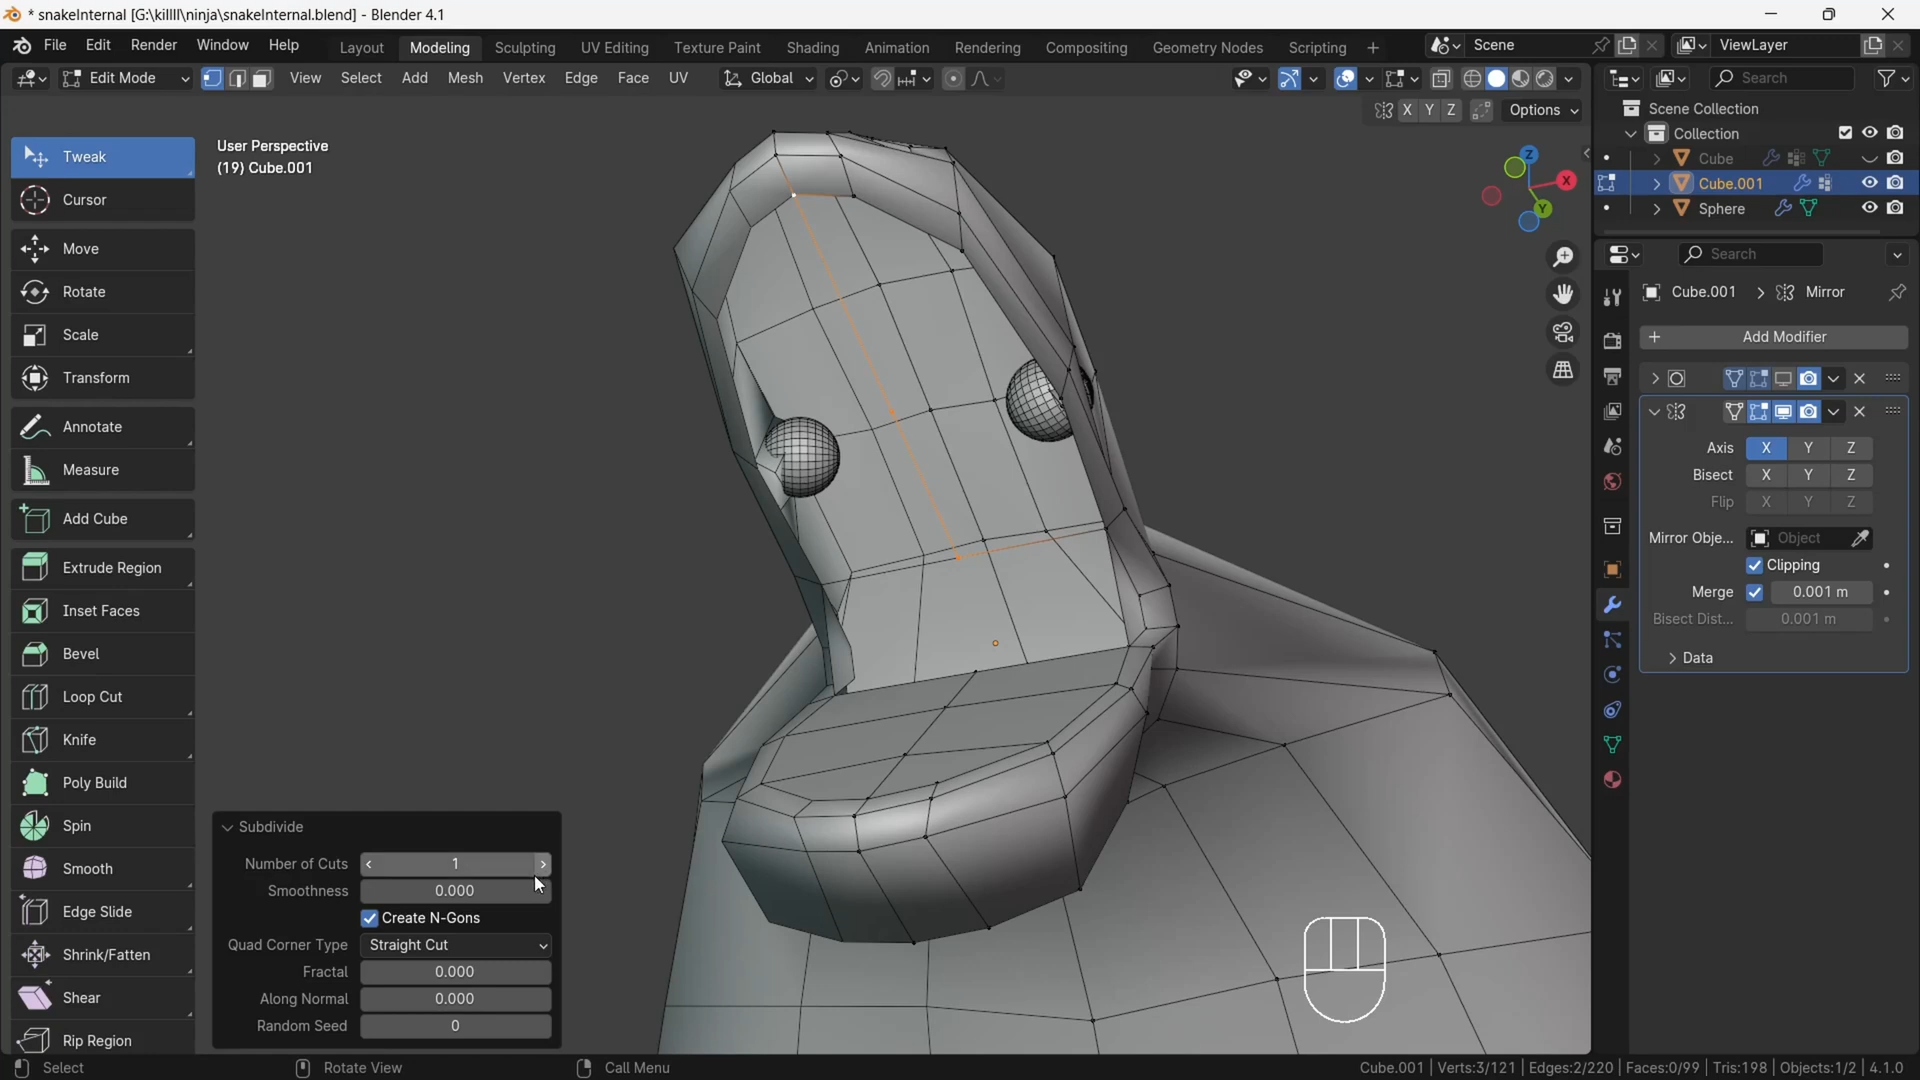 * snakeInternal [G:\killll\ninja\snakeInternal.blend] - Blender 4.1
File Edit Render Window Help Layout Modeling Sculpting UV Editing Texture Paint Shading Animation Rendering Compositing Geometry Nodes Scripting + Scene ViewLayer
Edit Mode View Select Add Mesh Vertex Edge Face UV Global Search
X Y Z Options
Scene Collection
Collection
Cube
Cube.001
Sphere
User Perspective
(19) Cube.001
Z
X
Y
Tweak
Cursor
Move
Rotate
Scale
Transform
Annotate
Measure
Add Cube
Extrude Region
Inset Faces
Bevel
Loop Cut
Knife
Poly Build
Spin
Smooth
Edge Slide
Shrink/Fatten
Shear
Rip Region
Subdivide
Number of Cuts 1
Smoothness 0.000
Create N-Gons
Quad Corner Type Straight Cut
Fractal 0.000
Along Normal 0.000
Random Seed 0
Search
Cube.001 > Mirror
+ Add Modifier
Axis X Y Z
Bisect X Y Z
Flip X Y Z
Mirror Obje... Object
Clipping
Merge 0.001 m
Bisect Dist... 0.001 m
Data
Select Rotate View Call Menu Cube.001 | Verts:3/121 | Edges:2/220 | Faces:0/99 | Tris:198 | Objects:1/2 | 4.1.0